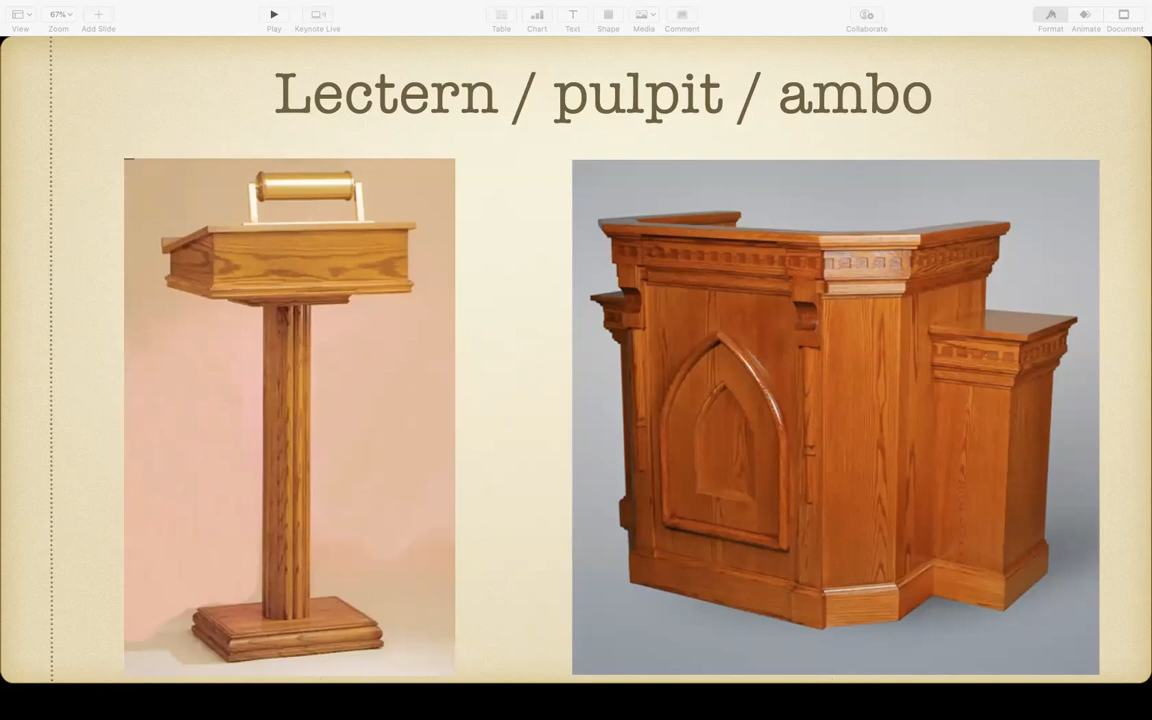 67%
View
Zoom
Add Slide
Play
Keynote Live
Table
Chart
Text
Shape
Media
Comment
Collaborate
Format
Animate
Document
Lectern / pulpit / ambo